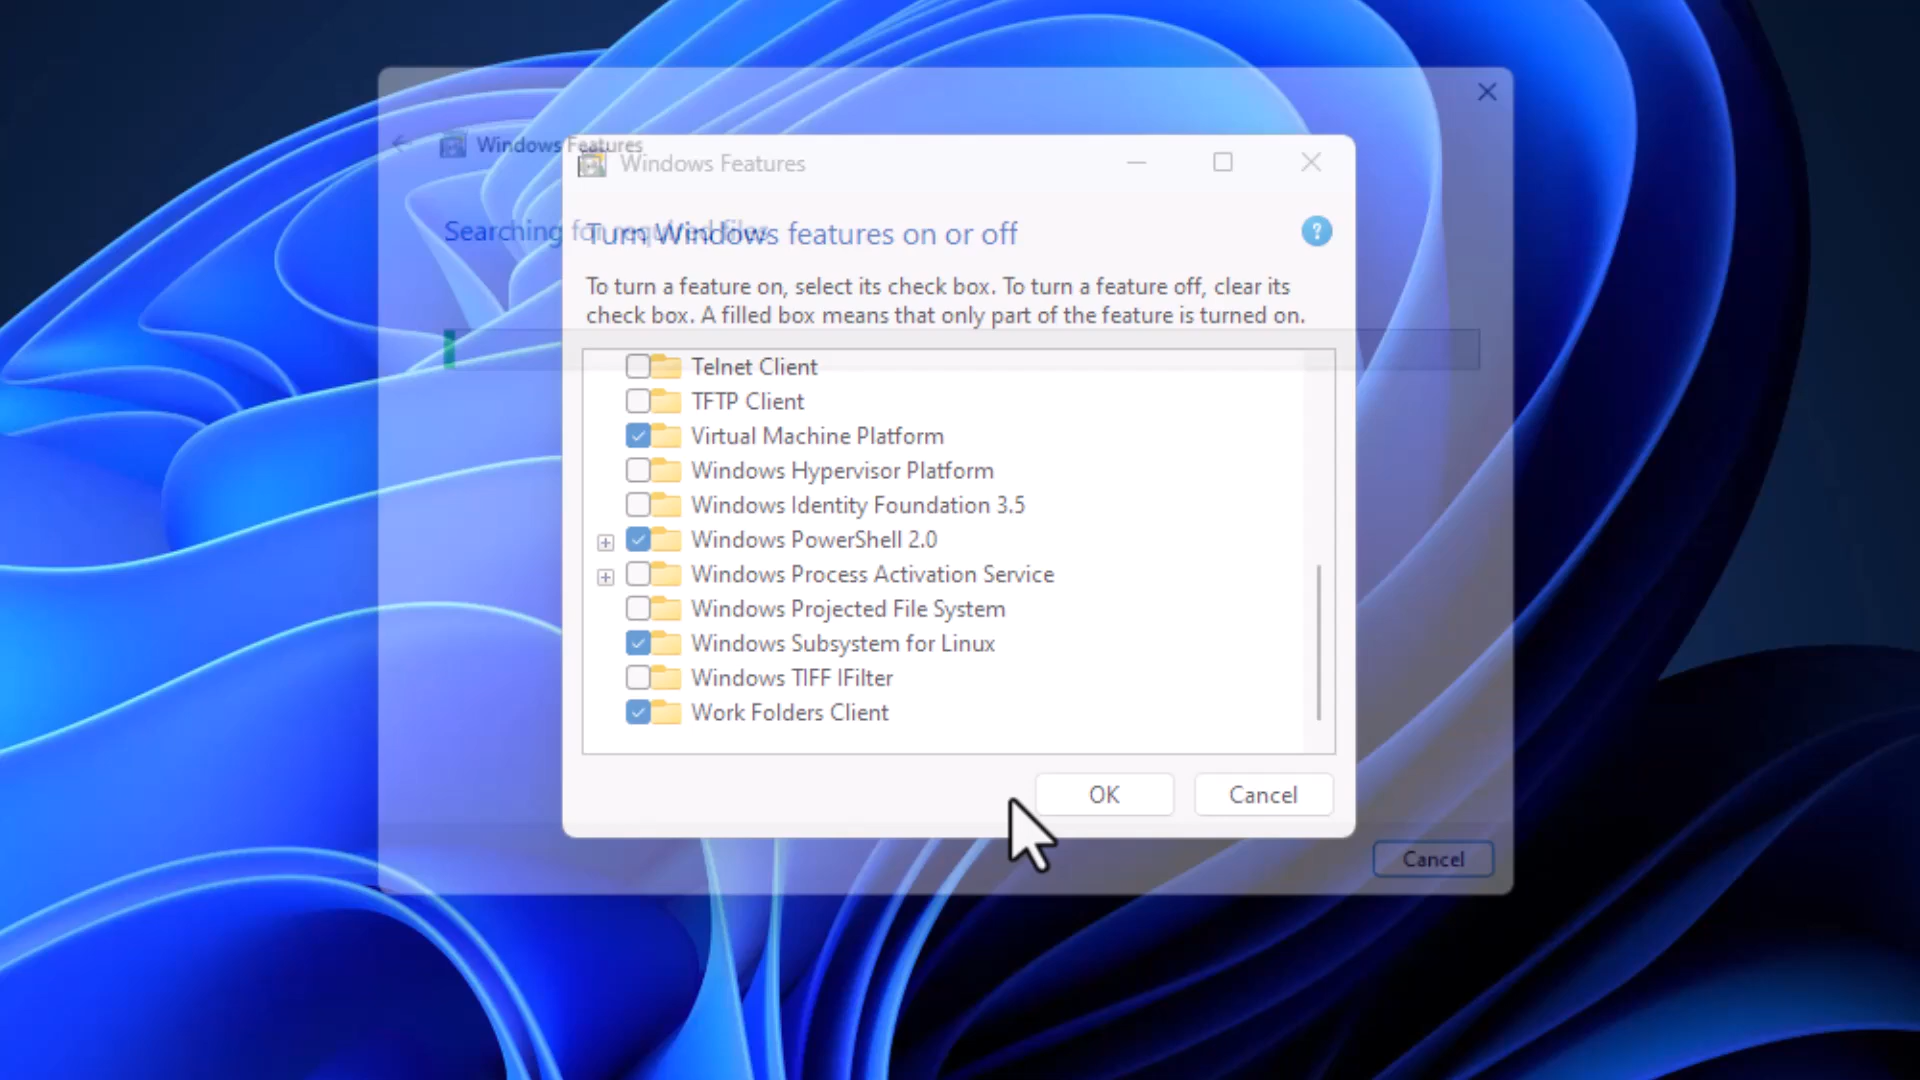 Windows Features
Windows Features
Searching for required files
Turn Windows features on or off
?
To turn a feature on, select its check box. To turn a feature off, clear its
check box. A filled box means that only part of the feature is turned on.
Telnet Client
TFTP Client
Virtual Machine Platform
Windows Hypervisor Platform
Windows Identity Foundation 3.5
Windows PowerShell 2.0
Windows Process Activation Service
Windows Projected File System
Windows Subsystem for Linux
Windows TIFF IFilter
Work Folders Client
OK
Cancel
Cancel